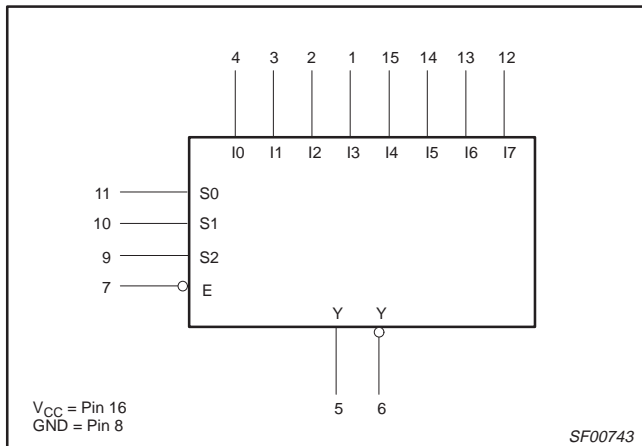 4 3 2 1 15 14 13 12
I0 I1 I2 I3 I4 I5 I6 I7
11 S0
10 S1
9 S2
7 E
Y Y
5 6
VCC = Pin 16
GND = Pin 8
SF00743